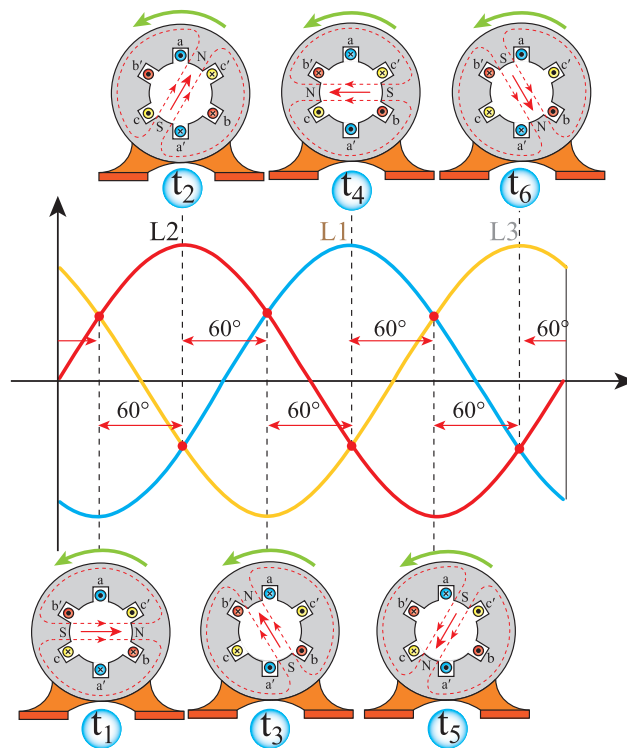 a
b′ N c′
c S b
a′
a
b′ c′
N S
c b
a′
a
b′ S c′
c N b
a′
t2 t4 t6
L2 L1 L3
60° 60° 60°
60° 60° 60°
a
b′ c′
S N
c b
a′
a
b′ N c′
c S b
a′
a
b′ S c′
c N b
a′
t1 t3 t5